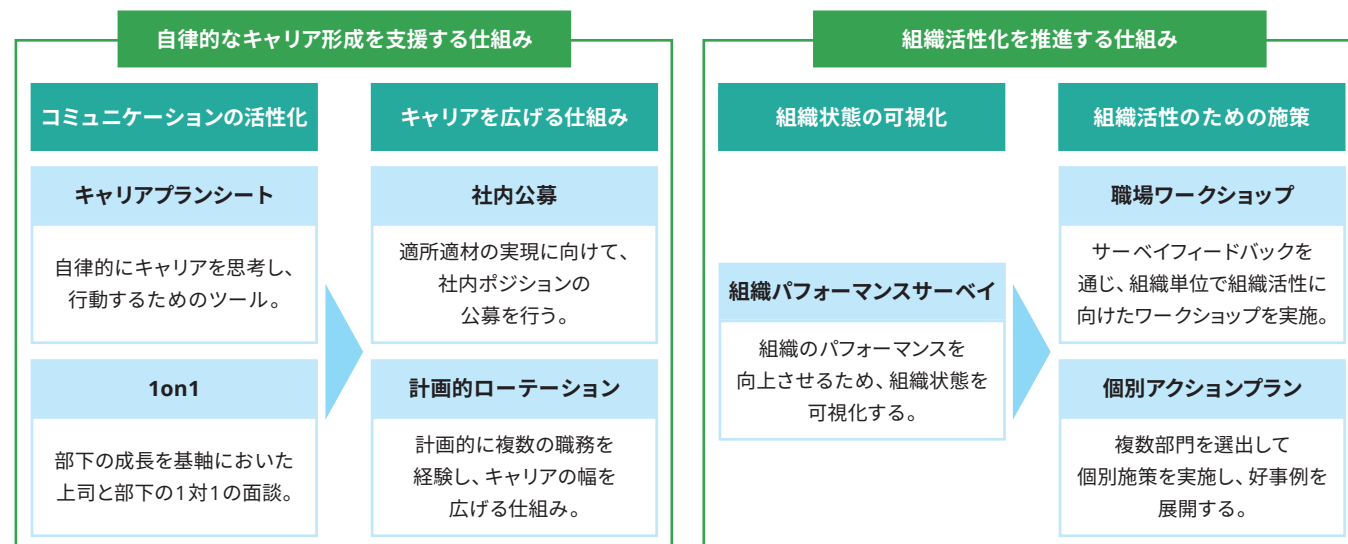 自律的なキャリア形成を支援する仕組み
コミュニケーションの活性化
キャリアプランシート
自律的にキャリアを思考し、
行動するためのツール。
1on1
部下の成長を基軸においた
上司と部下の1対1の面談。
キャリアを広げる仕組み
社内公募
適所適材の実現に向けて、
社内ポジションの
公募を行う。
計画的ローテーション
計画的に複数の職務を
経験し、キャリアの幅を
広げる仕組み。
組織活性化を推進する仕組み
組織状態の可視化
組織パフォーマンスサーベイ
組織のパフォーマンスを
向上させるため、組織状態を
可視化する。
組織活性のための施策
職場ワークショップ
サーベイフィードバックを
通じ、組織単位で組織活性に
向けたワークショップを実施。
個別アクションプラン
複数部門を選出して
個別施策を実施し、好事例を
展開する。